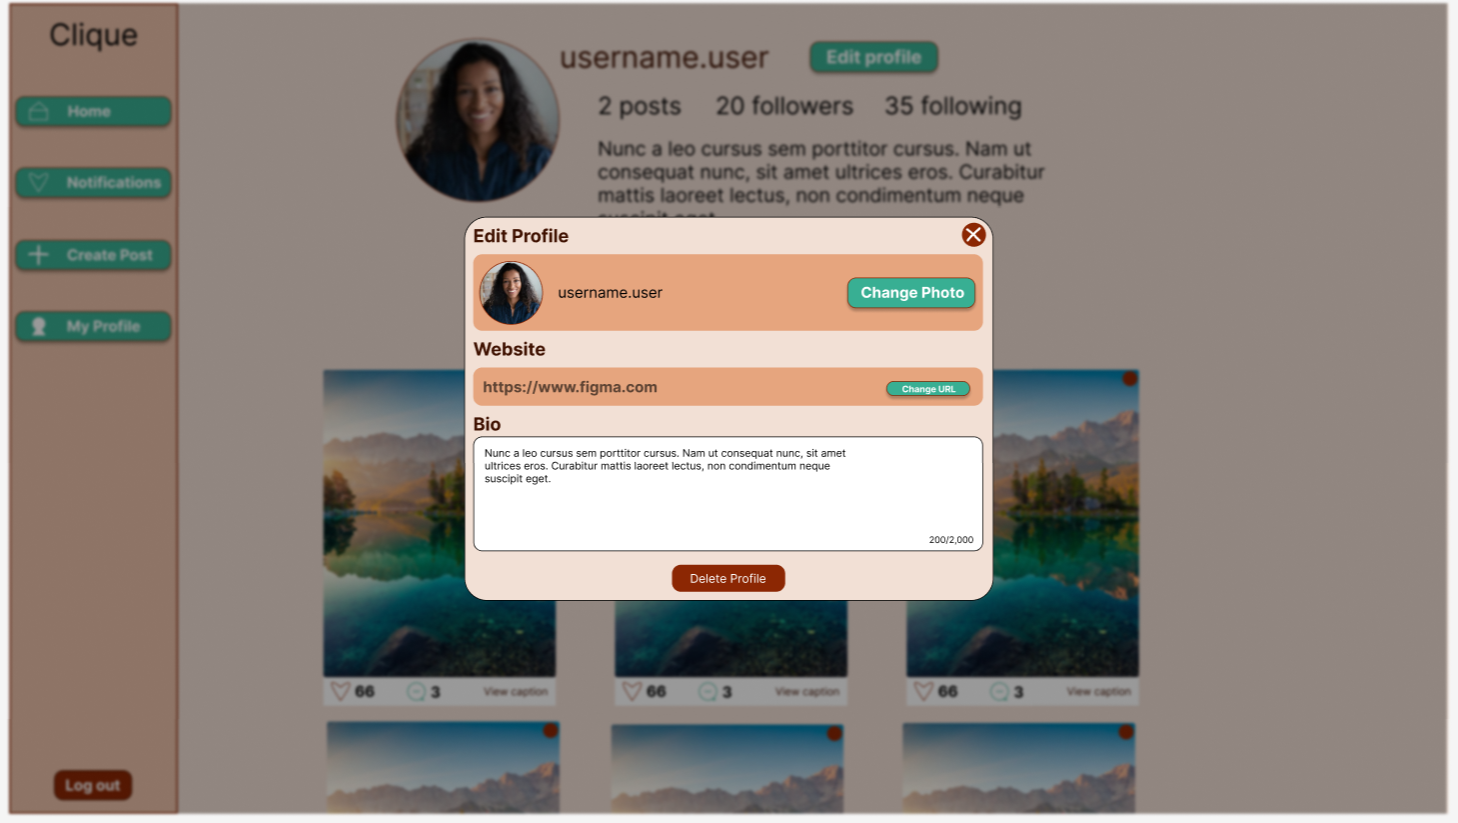 Clique
Home
Notifications
Create Post
My Profile
Log out
username.user
Edit profile
2 posts
20 followers
35 following
Nunc a leo cursus sem porttitor cursus. Nam ut
consequat nunc, sit amet ultrices eros. Curabitur
mattis laoreet lectus, non condimentum neque
suscipit eget.
Edit Profile
username.user
Change Photo
Website
https://www.figma.com
Change URL
Bio
Nunc a leo cursus sem porttitor cursus. Nam ut consequat nunc, sit amet
ultrices eros. Curabitur mattis laoreet lectus, non condimentum neque
suscipit eget.
200/2,000
Delete Profile
66
3
View caption
66
3
View caption
66
3
View caption